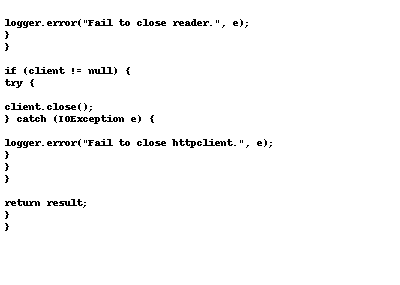 logger.error("Fail to close reader.", e);
}
}
if (client != null) {
try {
client.close();
} catch (IOException e) {
logger.error("Fail to close httpclient.", e);
}
}
}
return result;
}
}